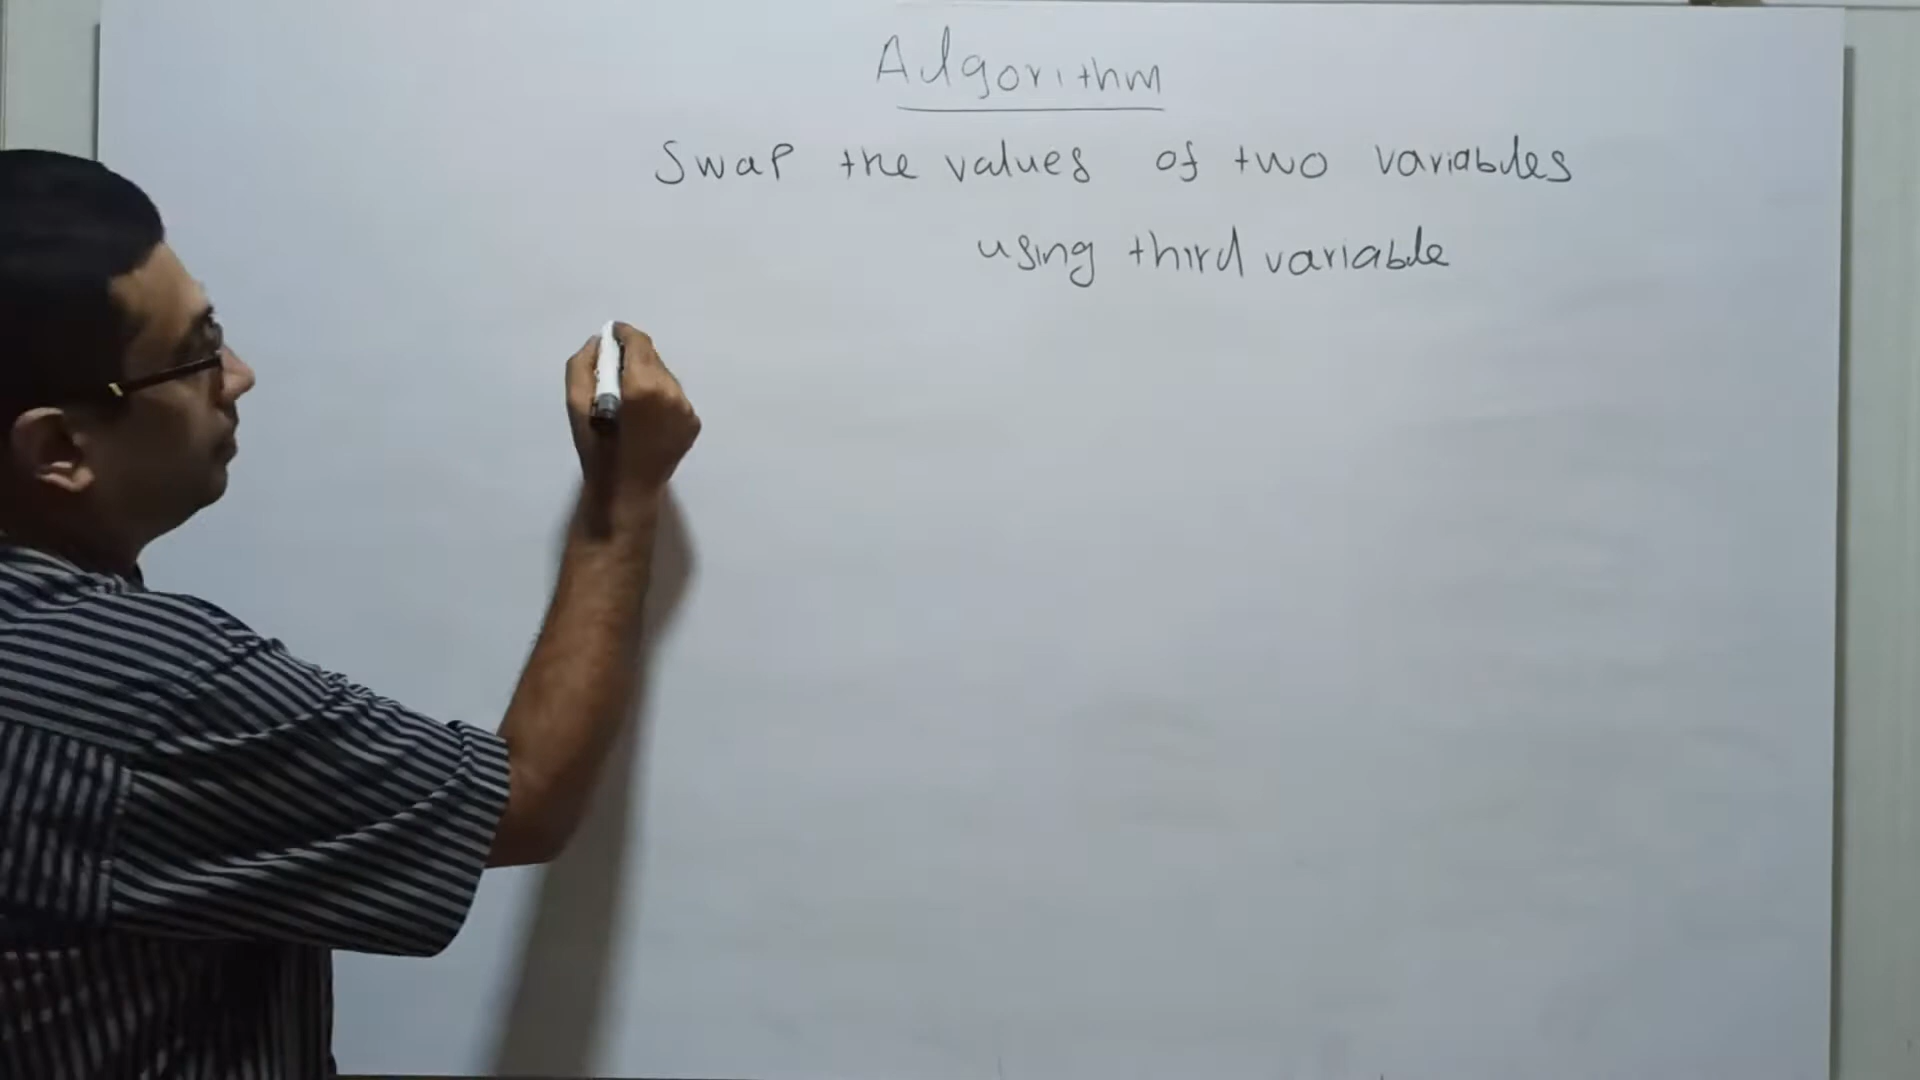 Algorithm
Swap the values of two variables
using third variable